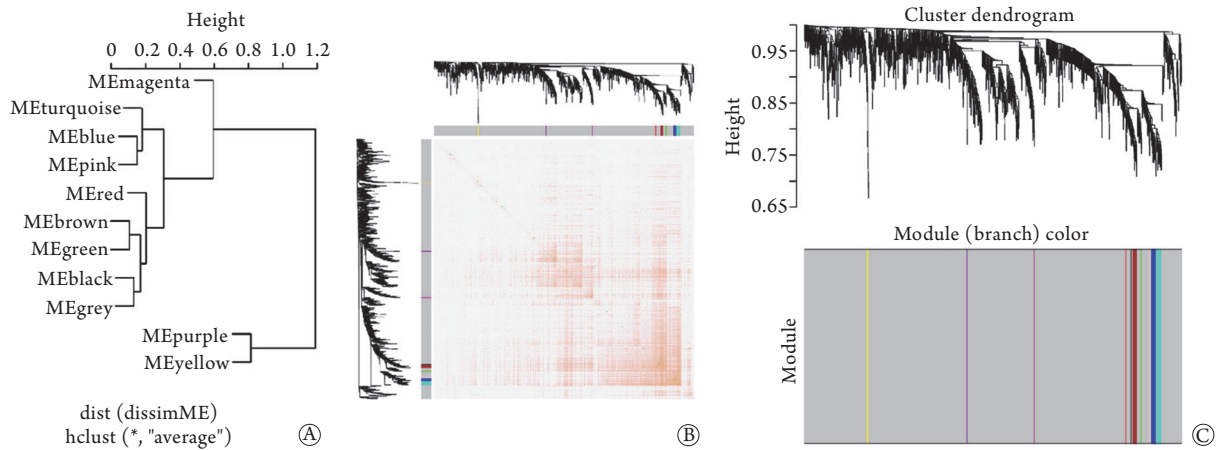 Height
0 0.2 0.4 0.6 0.8 1.0 1.2
MEmagenta
MEturquoise
MEblue
MEpink
MEred
MEbrown
MEgreen
MEblack
MEgrey
MEpurple
MEyellow
dist (dissimME)
hclust (*, "average")
A
B
Cluster dendrogram
Height
0.95
0.85
0.75
0.65
Module (branch) color
Module
C